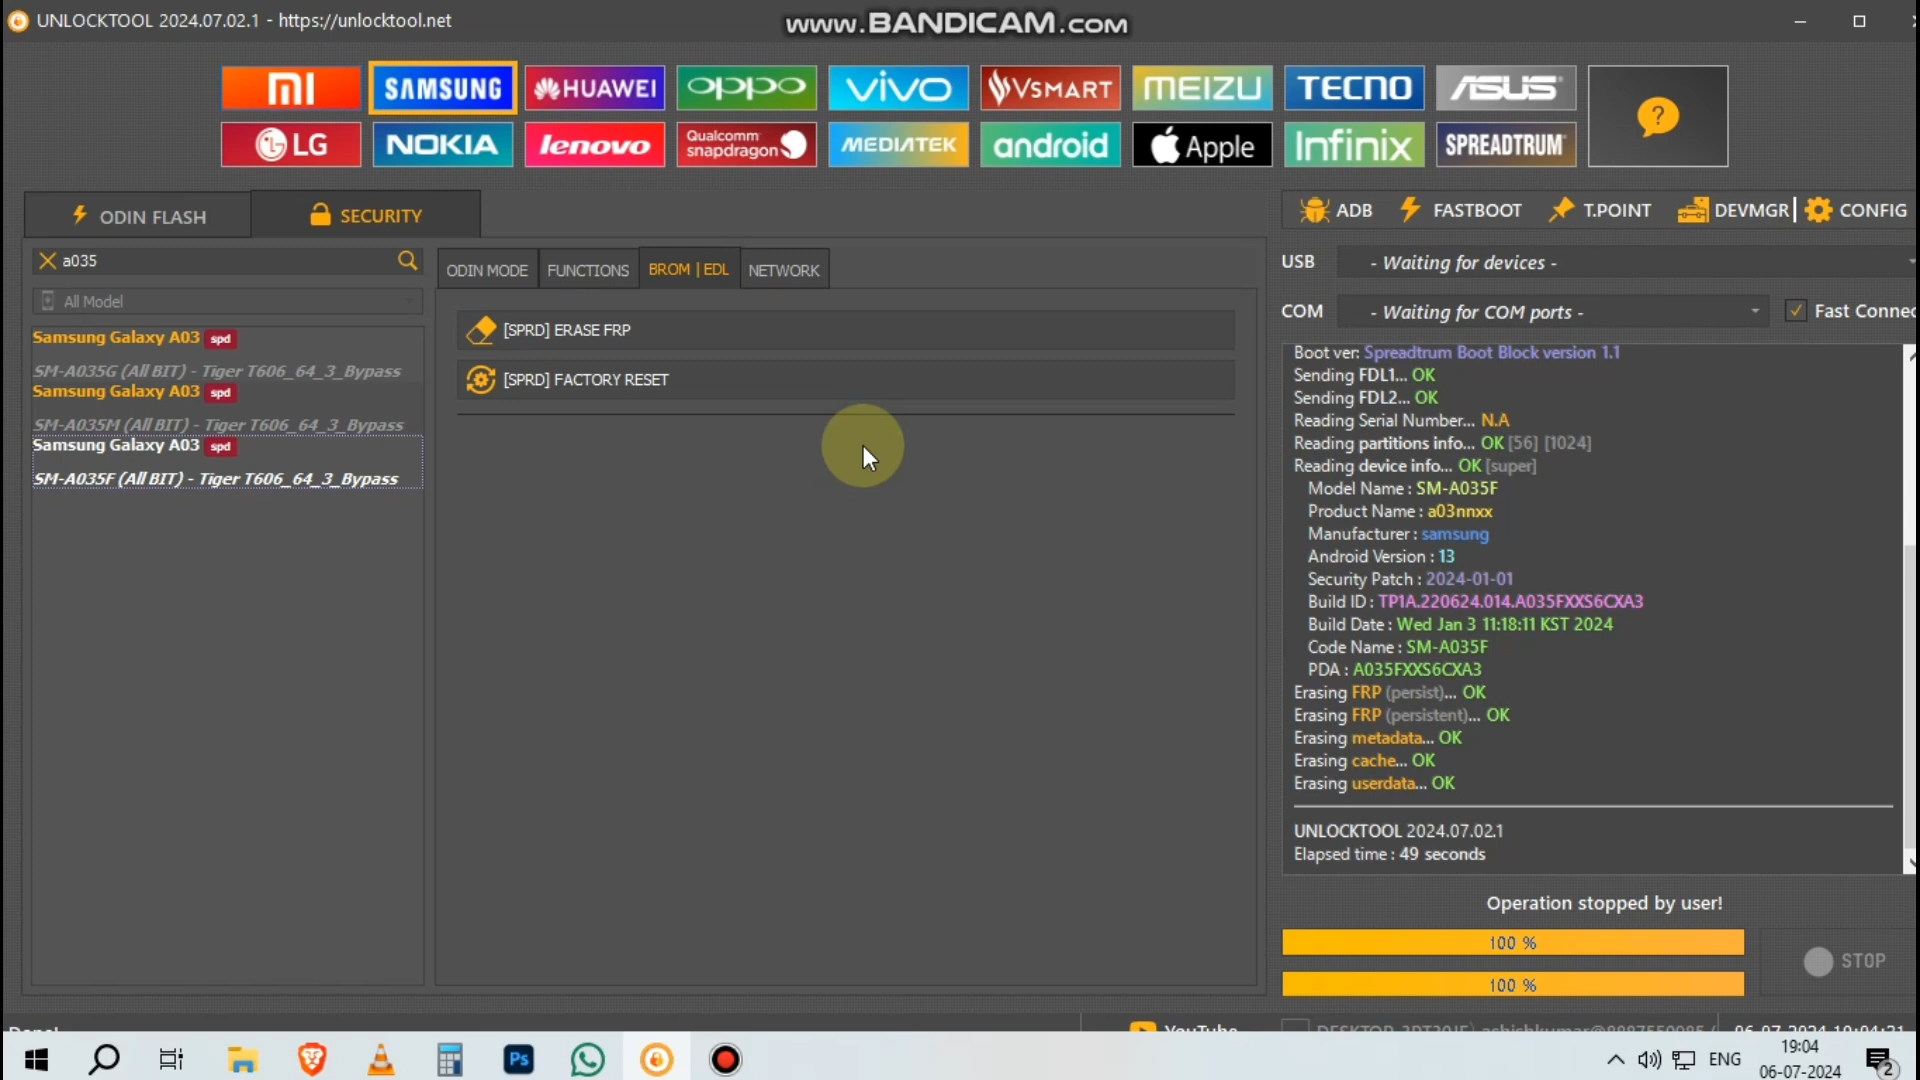 UNLOCKTOOL 2024.07.02.1 - https://unlocktool.net
www.BANDICAM.com
MI
SAMSUNG
HUAWEI
oppo
vivo
VSMART
MEIZU
TECNO
ASUS
?
LG
NOKIA
lenovo
Qualcomm
snapdragon
MEDIATEK
android
Apple
Infinix
SPREADTRUM
ODIN FLASH
SECURITY
ADB
FASTBOOT
T.POINT
DEVMGR
CONFIG
a035
All Model
Samsung Galaxy A03 spd
SM-A035G (All BIT) - Tiger T606_64_3_Bypass
Samsung Galaxy A03 spd
SM-A035M (All BIT) - Tiger T606_64_3_Bypass
Samsung Galaxy A03 spd
SM-A035F (All BIT) - Tiger T606_64_3_Bypass
ODIN MODE
FUNCTIONS
BROM | EDL
NETWORK
[SPRD] ERASE FRP
[SPRD] FACTORY RESET
USB
- Waiting for devices -
COM
- Waiting for COM ports -
Fast Connec
Boot ver: Spreadtrum Boot Block version 1.1
Sending FDL1... OK
Sending FDL2... OK
Reading Serial Number... N.A
Reading partitions info... OK [56] [1024]
Reading device info... OK [super]
Model Name : SM-A035F
Product Name : a03nnxx
Manufacturer : samsung
Android Version : 13
Security Patch : 2024-01-01
Build ID : TP1A.220624.014.A035FXXS6CXA3
Build Date : Wed Jan 3 11:18:11 KST 2024
Code Name : SM-A035F
PDA : A035FXXS6CXA3
Erasing FRP (persist)... OK
Erasing FRP (persistent)... OK
Erasing metadata... OK
Erasing cache... OK
Erasing userdata... OK
UNLOCKTOOL 2024.07.02.1
Elapsed time : 49 seconds
Operation stopped by user!
100 %
100 %
STOP
Done!
YouTube
Ps
ENG
19:04
06-07-2024
2